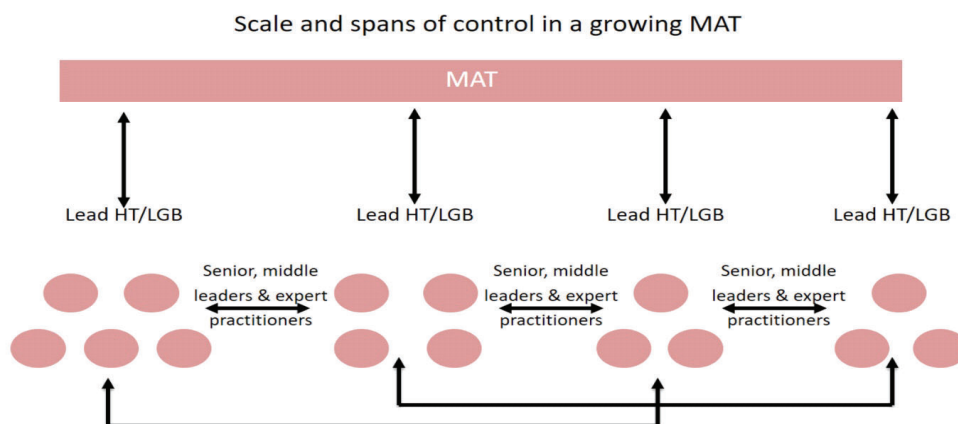 Scale and spans of control in a growing MAT
MAT
Lead HT/LGB
Lead HT/LGB
Lead HT/LGB
Lead HT/LGB
Senior, middle
leaders & expert
practitioners
Senior, middle
leaders & expert
practitioners
Senior, middle
leaders & expert
practitioners